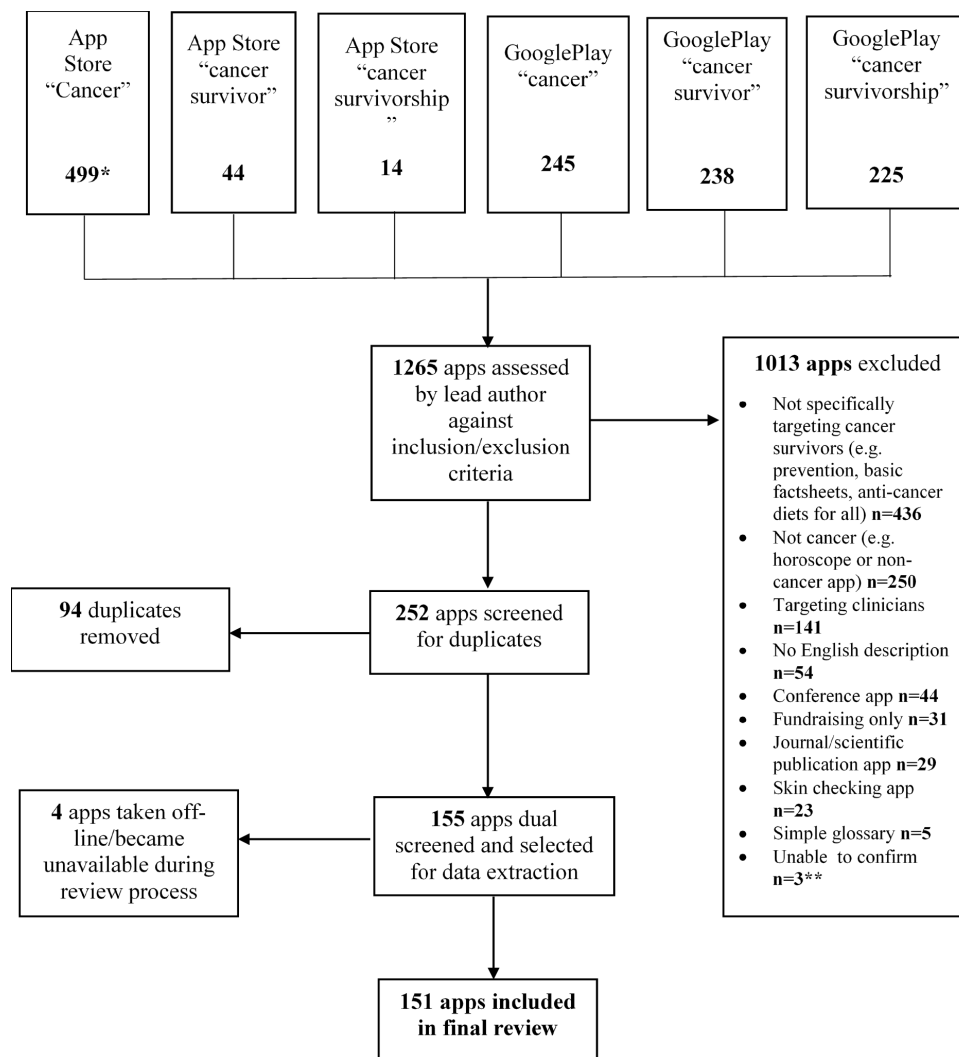 App
Store
“Cancer”
499*
App Store
“cancer
survivor”
44
App Store
“cancer
survivorship
”
14
GooglePlay
“cancer”
245
GooglePlay
“cancer
survivor”
238
GooglePlay
“cancer
survivorship”
225
1265 apps assessed
by lead author
against
inclusion/exclusion
criteria
1013 apps excluded
• Not specifically
targeting cancer
survivors (e.g.
prevention, basic
factsheets, anti-cancer
diets for all) n=436
• Not cancer (e.g.
horoscope or non-
cancer app) n=250
• Targeting clinicians
n=141
• No English description
n=54
• Conference app n=44
• Fundraising only n=31
• Journal/scientific
publication app n=29
• Skin checking app
n=23
• Simple glossary n=5
• Unable to confirm
n=3**
94 duplicates
removed
252 apps screened
for duplicates
4 apps taken off-
line/became
unavailable during
review process
155 apps dual
screened and selected
for data extraction
151 apps included
in final review